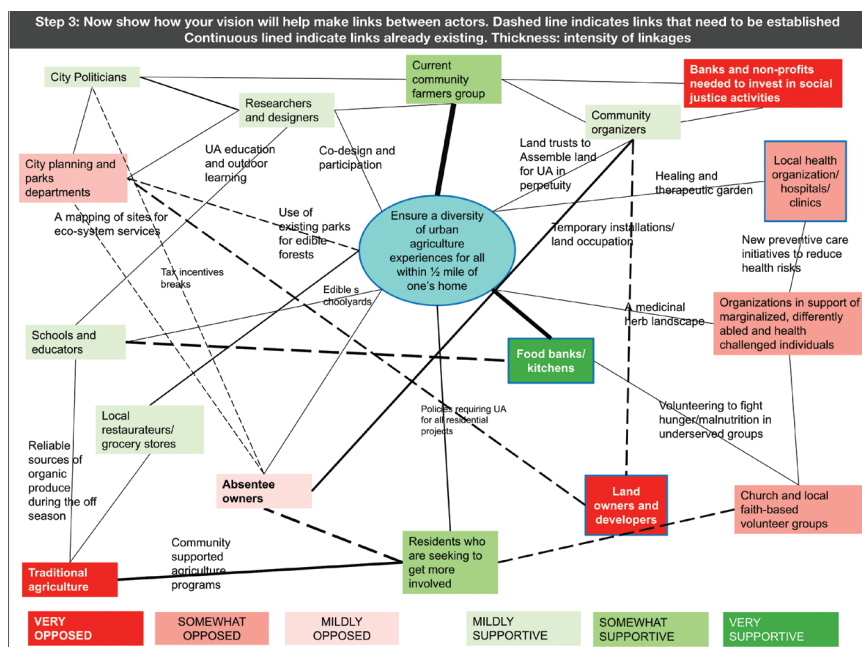 Step 3: Now show how your vision will help make links between actors. Dashed line indicates links that need to be established
Continuous lined indicate links already existing. Thickness: intensity of linkages
City Politicians
Current
community
farmers group
Banks and non-profits
needed to invest in social
justice activities
Researchers
and designers
Community
organizers
City planning and
parks
departments
UA education
and outdoor
learning
Co-design and
participation
Land trusts to
Assemble land
for UA in
perpetuity
Healing and
therapeutic garden
Local health
organization/
hospitals/
clinics
A mapping of sites for
eco-system services
Use of
existing parks
for edible
forests
Ensure a diversity
of urban
agriculture
experiences for all
within ½ mile of
one's home
Temporary installations/
land occupation
New preventive care
initiatives to reduce
health risks
Tax incentives
breaks
Edible s
choolyards
A medicinal
herb landscape
Organizations in support of
marginalized, differently
abled and health
challenged individuals
Schools and
educators
Food banks/
kitchens
Local
restaurateurs/
grocery stores
Policies requiring UA
for all residential
projects
Volunteering to fight
hunger/malnutrition in
underserved groups
Reliable
sources of
organic
produce
during the off
season
Absentee
owners
Land
owners and
developers
Church and local
faith-based
volunteer groups
Community
supported
agriculture
programs
Residents who
are seeking to
get more
involved
Traditional
agriculture
VERY
OPPOSED
SOMEWHAT
OPPOSED
MILDLY
OPPOSED
MILDLY
SUPPORTIVE
SOMEWHAT
SUPPORTIVE
VERY
SUPPORTIVE